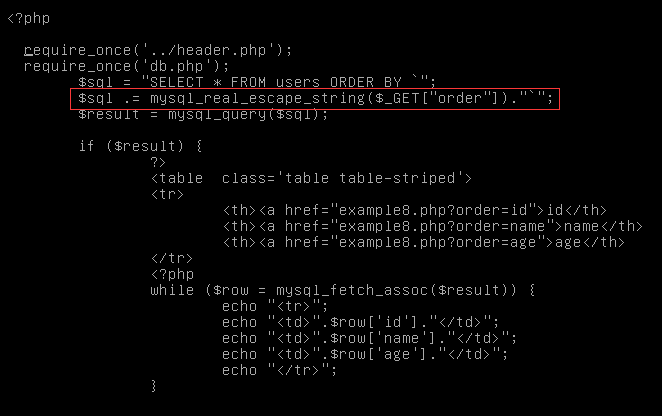 <?php
require_once('../header.php');
require_once('db.php');
$sql = "SELECT * FROM users ORDER BY `";
$sql .= mysql_real_escape_string($_GET["order"])."`";
$result = mysql_query($sql);
if ($result) {
?>
<table  class='table table-striped'>
<tr>
<th><a href="example8.php?order=id">id</th>
<th><a href="example8.php?order=name">name</th>
<th><a href="example8.php?order=age">age</th>
</tr>
<?php
while ($row = mysql_fetch_assoc($result)) {
echo "<tr>";
echo "<td>".$row['id']."</td>";
echo "<td>".$row['name']."</td>";
echo "<td>".$row['age']."</td>";
echo "</tr>";
}